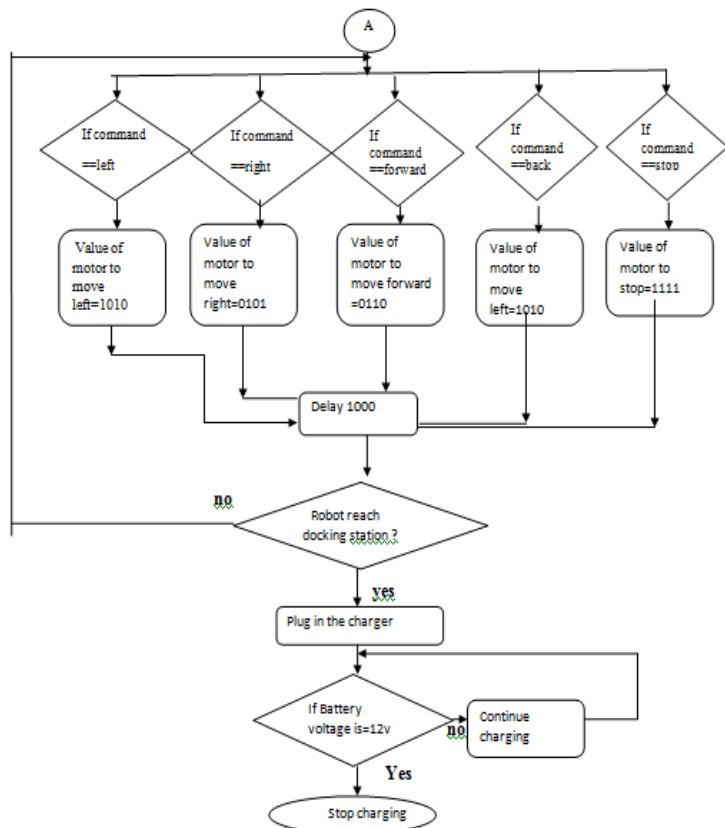 A
If command
==left
If command
==right
If
command
==forward
If
command
==back
If
command
==stop
Value of
motor to
move
left=1010
Value of
motor to
move
right=0101
Value of
motor to
move forward
=0110
Value of
motor to
move
left=1010
Value of
motor to
stop=1111
Delay 1000
no
Robot reach
docking station ?
yes
Plug in the charger
If Battery
voltage is=12v
no
Continue
charging
Yes
Stop charging